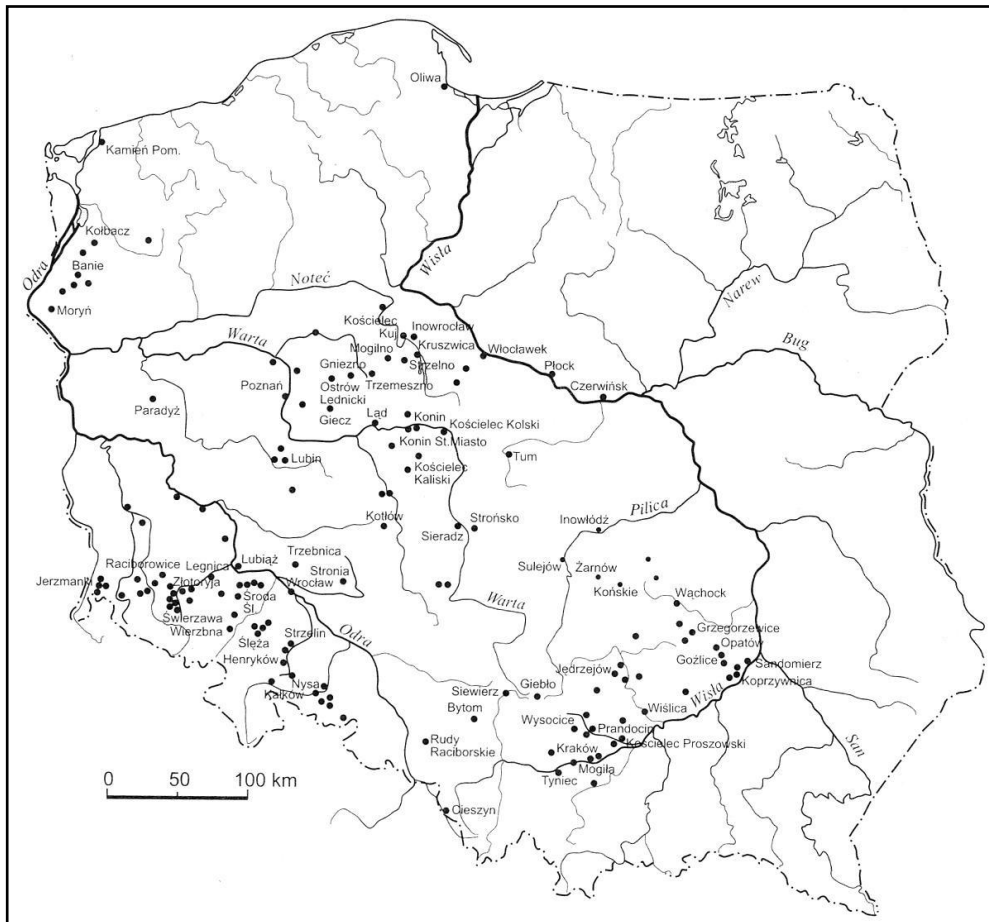 Oliwa
Kamień Pom.
Kołbacz
Banie
Odra
Moryń
Wisła
Noteć
Narew
Bug
Kościelec
Kuj.
Inowrocław
Warta
Mogilno
Kruszwica
Włocławek
Gniezno
Strzelno
Płock
Poznań
Ostrów
Lednicki
Trzemeszno
Czerwińsk
Paradyż
Giecz
Ląd
Konin
Kościelec Kolski
Konin St.Miasto
Lubin
Kościelec
Kaliski
Tum
Pilica
Kotłów
Strońsko
Sieradz
Inowłódź
Trzebnica
Sulejów
Żarnów
Raciborowice
Legnica
Lubiąż
Stronia
Jerzmanki
Złotoryja
Wrocław
Końskie
Środa
Śl.
Warta
Wąchock
Świerzawa
Wierzbna
Grzegorzewice
Strzelin
Odra
Opatów
Ślęża
Henryków
Jędrzejów
Goźlice
Sandomierz
Koprzywnica
Nysa
Kałków
Siewierz
Giebło
Wisła
Bytom
Wiślica
Wysocice
Prandocin
San
Rudy
Raciborskie
Kraków
Kościelec Proszowski
Mogiła
Tyniec
0 50 100 km
Cieszyn